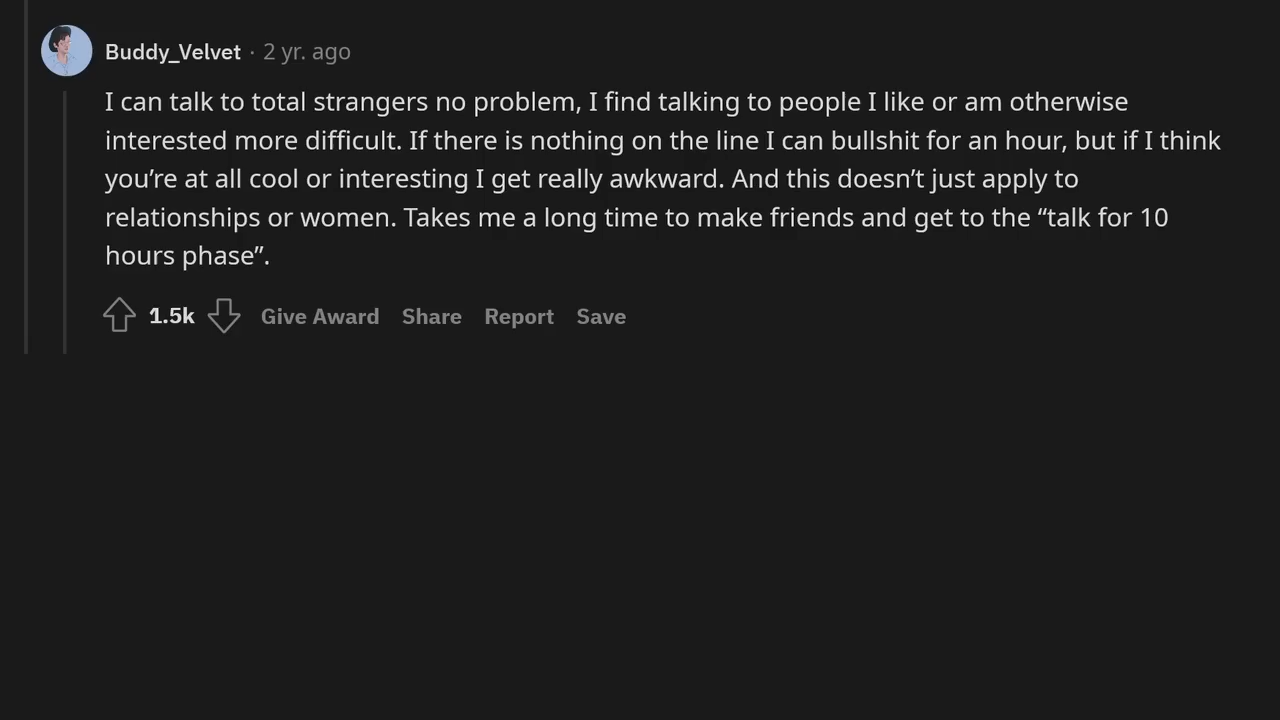 Buddy_Velvet · 2 yr. ago
I can talk to total strangers no problem, I find talking to people I like or am otherwise
interested more difficult. If there is nothing on the line I can bullshit for an hour, but if I think
you’re at all cool or interesting I get really awkward. And this doesn’t just apply to
relationships or women. Takes me a long time to make friends and get to the “talk for 10
hours phase”.
1.5k Give Award Share Report Save